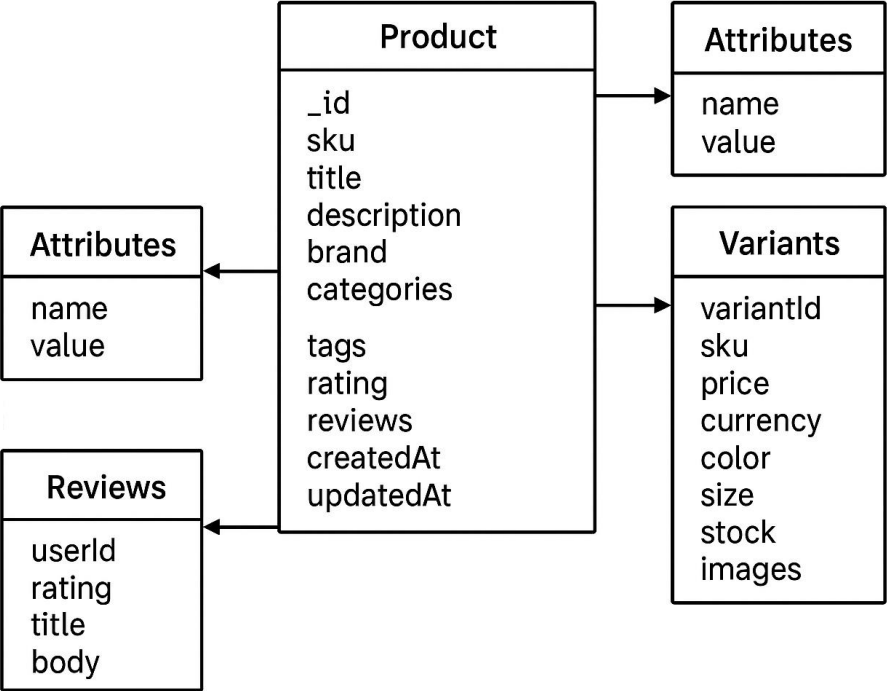 Product
_id
sku
title
description
brand
categories
tags
rating
reviews
createdAt
updatedAt
Attributes
name
value
Attributes
name
value
Variants
variantId
sku
price
currency
color
size
stock
images
Reviews
userId
rating
title
body